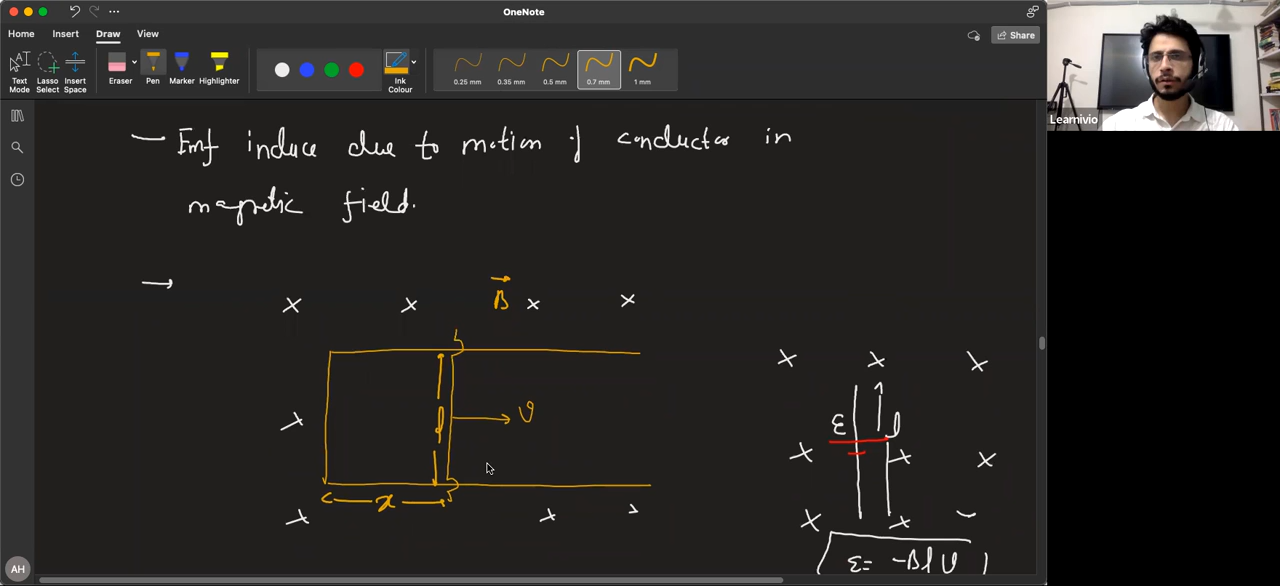 OneNote
Home Insert Draw View
Share
Text Mode
Lasso Select
Insert Space
Eraser
Pen
Marker
Highlighter
Ink Colour
0.25 mm
0.35 mm
0.5 mm
0.7 mm
1 mm
Learnivio
— Emf induce due to motion of conductor in
magnetic field.
→
x x B x x
x l v
x
x x x
x x x
ε l
x x x
x x
ε = -BlV
AH